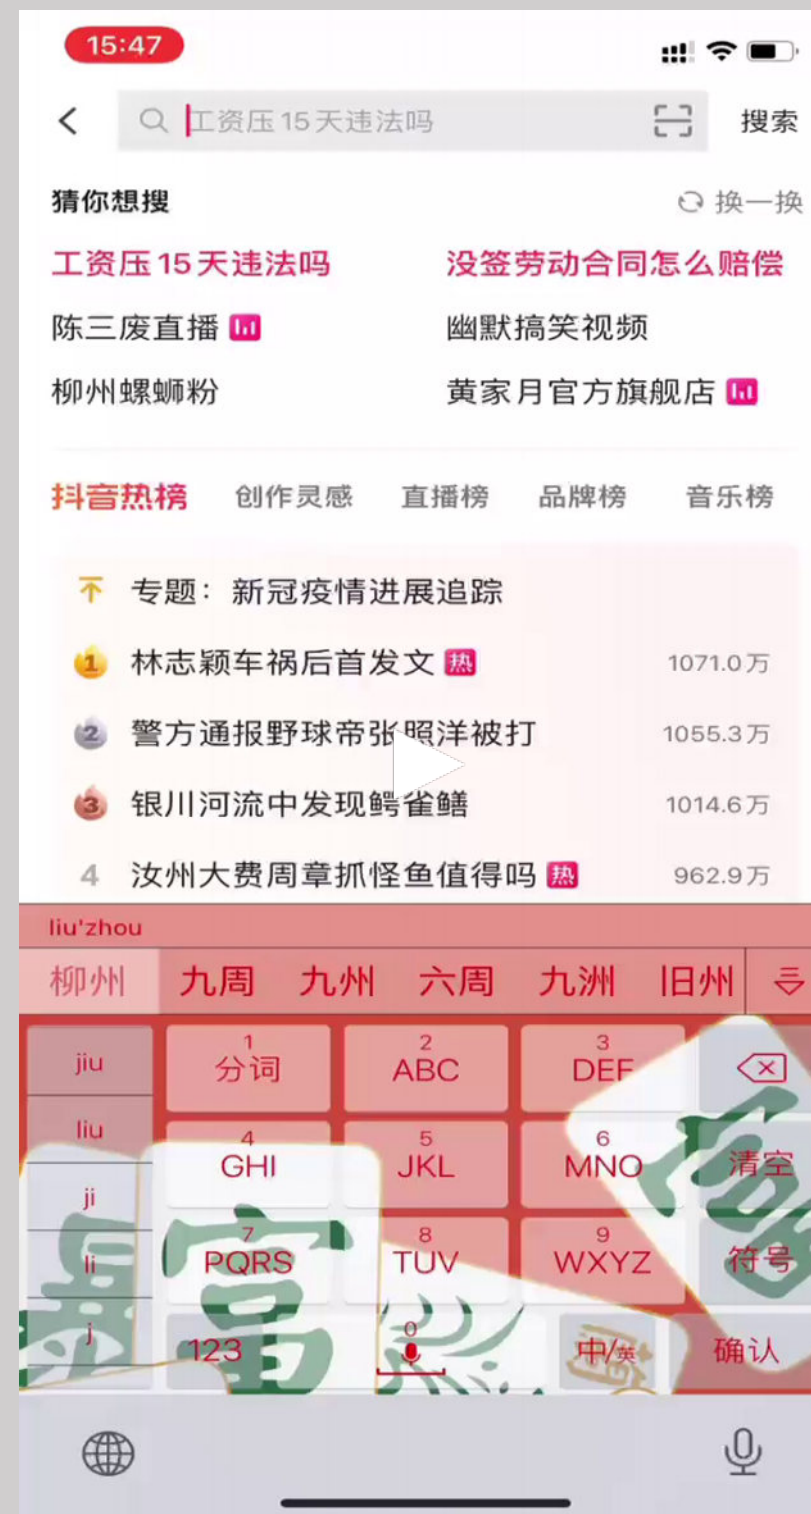 15:47
工资压15天违法吗 搜索
猜你想搜 换一换
工资压15天违法吗 没签劳动合同怎么赔偿
陈三废直播 幽默搞笑视频
柳州螺蛳粉 黄家月官方旗舰店
抖音热榜 创作灵感 直播榜 品牌榜 音乐榜
专题：新冠疫情进展追踪
1 林志颖车祸后首发文 热 1071.0万
2 警方通报野球帝张照洋被打 1055.3万
3 银川河流中发现鳄雀鳝 1014.6万
4 汝州大费周章抓怪鱼值得吗 热 962.9万
liu'zhou
柳州 九周 九州 六周 九洲 旧州
jiu 1 分词 2 ABC 3 DEF
liu 4 GHI 5 JKL 6 MNO 清空
ji
li 7 PQRS 8 TUV 9 WXYZ 符号
j 123 0 中/英 确认
富